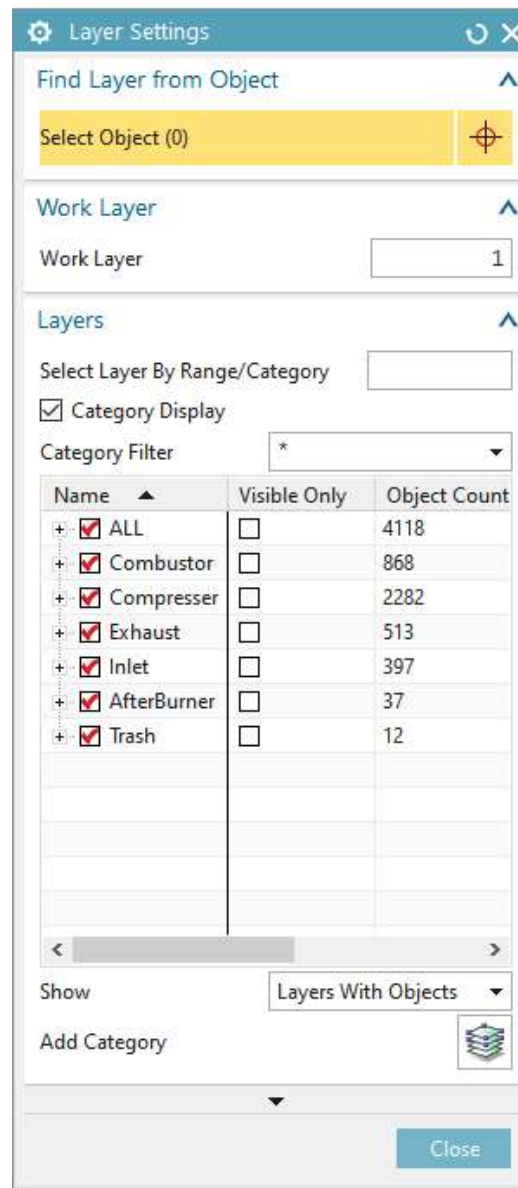 Layer Settings
Find Layer from Object
Select Object (0)
Work Layer
Work Layer 1
Layers
Select Layer By Range/Category
Category Display
Category Filter *
Name Visible Only Object Count
ALL 4118
Combustor 868
Compresser 2282
Exhaust 513
Inlet 397
AfterBurner 37
Trash 12
Show Layers With Objects
Add Category
Close